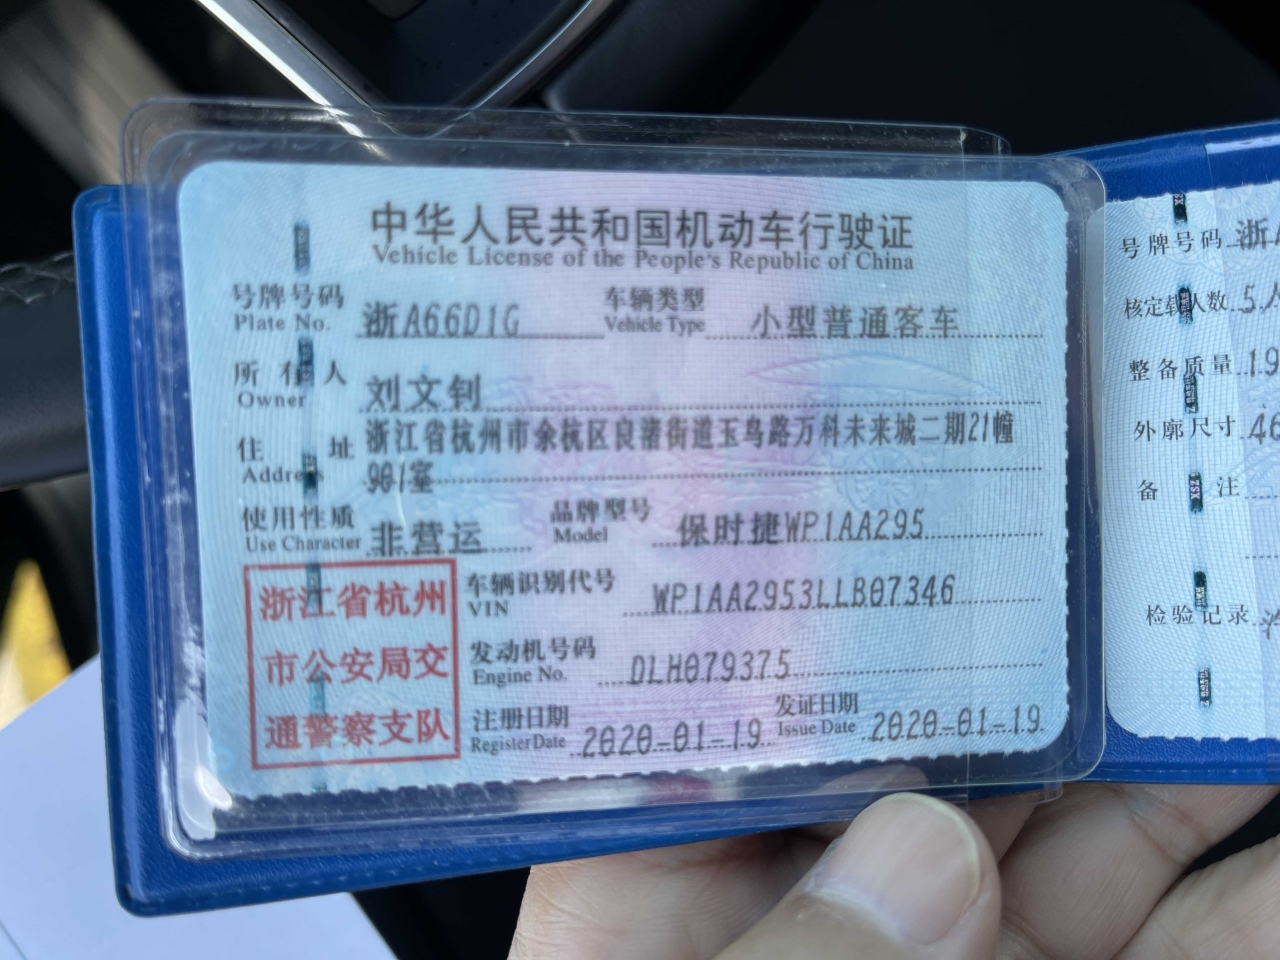 中华人民共和国机动车行驶证
Vehicle License of the People's Republic of China
号牌号码 浙A66D1G 车辆类型 小型普通客车
Plate No. Vehicle Type
所有人 刘文钊
Owner
住址 浙江省杭州市余杭区良渚街道玉鸟路万科未来城二期21幢
Address 901室
使用性质 非营运 品牌型号 保时捷WP1AA295
Use Character Model
浙江省杭州
市公安局交
通警察支队
车辆识别代号 WP1AA2953LLB07346
VIN
发动机号码 DLH079375
Engine No.
注册日期 2020-01-19 发证日期 2020-01-19
Register Date Issue Date
号牌号码 浙
核定载人数 5人
整备质量 19
外廓尺寸 46
备注
检验记录